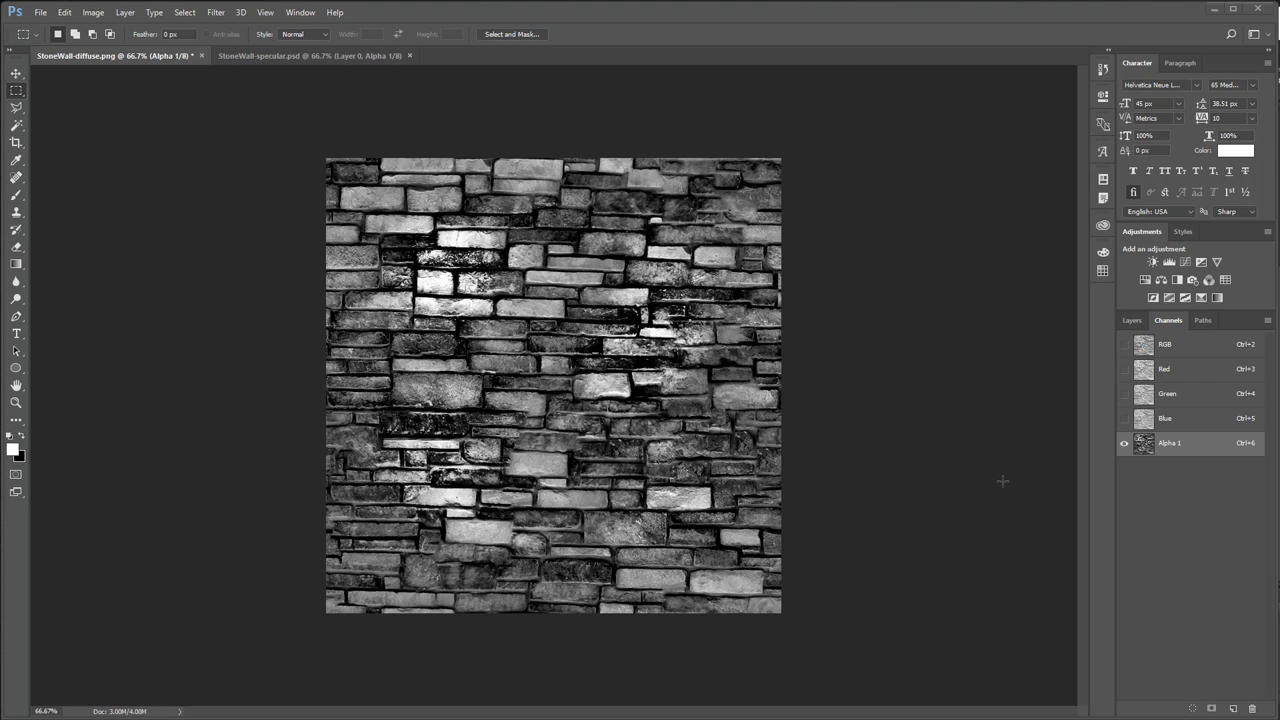 Ps File Edit Image Layer Type Select Filter 3D View Window Help
Feather: 0 px Anti-alias Style: Normal Width: Height: Select and Mask...
StoneWall-diffuse.png @ 66.7% (Alpha 1/8) * × StoneWall-specular.psd @ 66.7% (Layer 0, Alpha 1/8) ×
Character Paragraph
Helvetica Neue L... 65 Med...
45 px 38.51 px
Metrics 10
100% 100%
0 px Color:
English: USA Sharp
Adjustments Styles
Add an adjustment
Layers Channels Paths
RGB Ctrl+2
Red Ctrl+3
Green Ctrl+4
Blue Ctrl+5
Alpha 1 Ctrl+6
66.67% Doc: 3.00M/4.00M